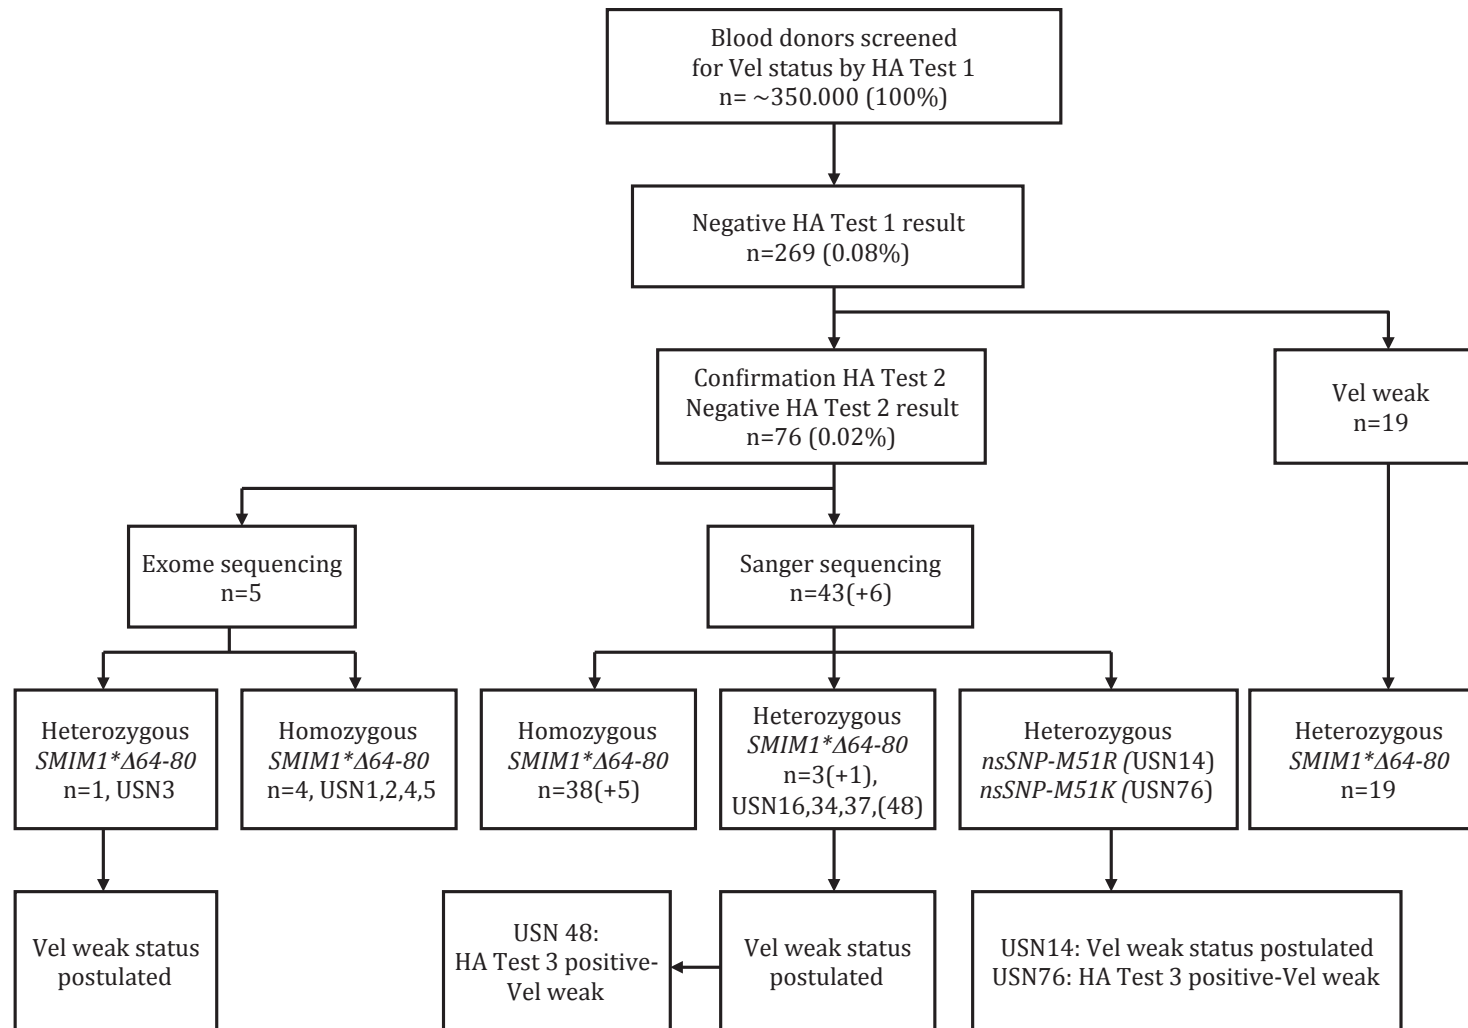 Blood donors screened
for Vel status by HA Test 1
n= ~350.000 (100%)
Negative HA Test 1 result
n=269 (0.08%)
Confirmation HA Test 2
Negative HA Test 2 result
n=76 (0.02%)
Vel weak
n=19
Exome sequencing
n=5
Sanger sequencing
n=43(+6)
Heterozygous
SMIM1*Δ64-80
n=1, USN3
Homozygous
SMIM1*Δ64-80
n=4, USN1,2,4,5
Homozygous
SMIM1*Δ64-80
n=38(+5)
Heterozygous
SMIM1*Δ64-80
n=3(+1),
USN16,34,37,(48)
Heterozygous
nsSNP-M51R (USN14)
nsSNP-M51K (USN76)
Heterozygous
SMIM1*Δ64-80
n=19
Vel weak status
postulated
USN 48:
HA Test 3 positive-
Vel weak
Vel weak status
postulated
USN14: Vel weak status postulated
USN76: HA Test 3 positive-Vel weak